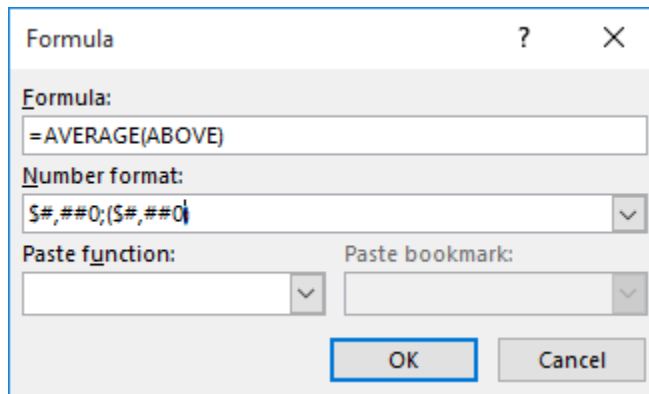 Formula ?
Formula:
=AVERAGE(ABOVE)
Number format:
$#,##0;($#,##0
Paste function: Paste bookmark:
OK Cancel